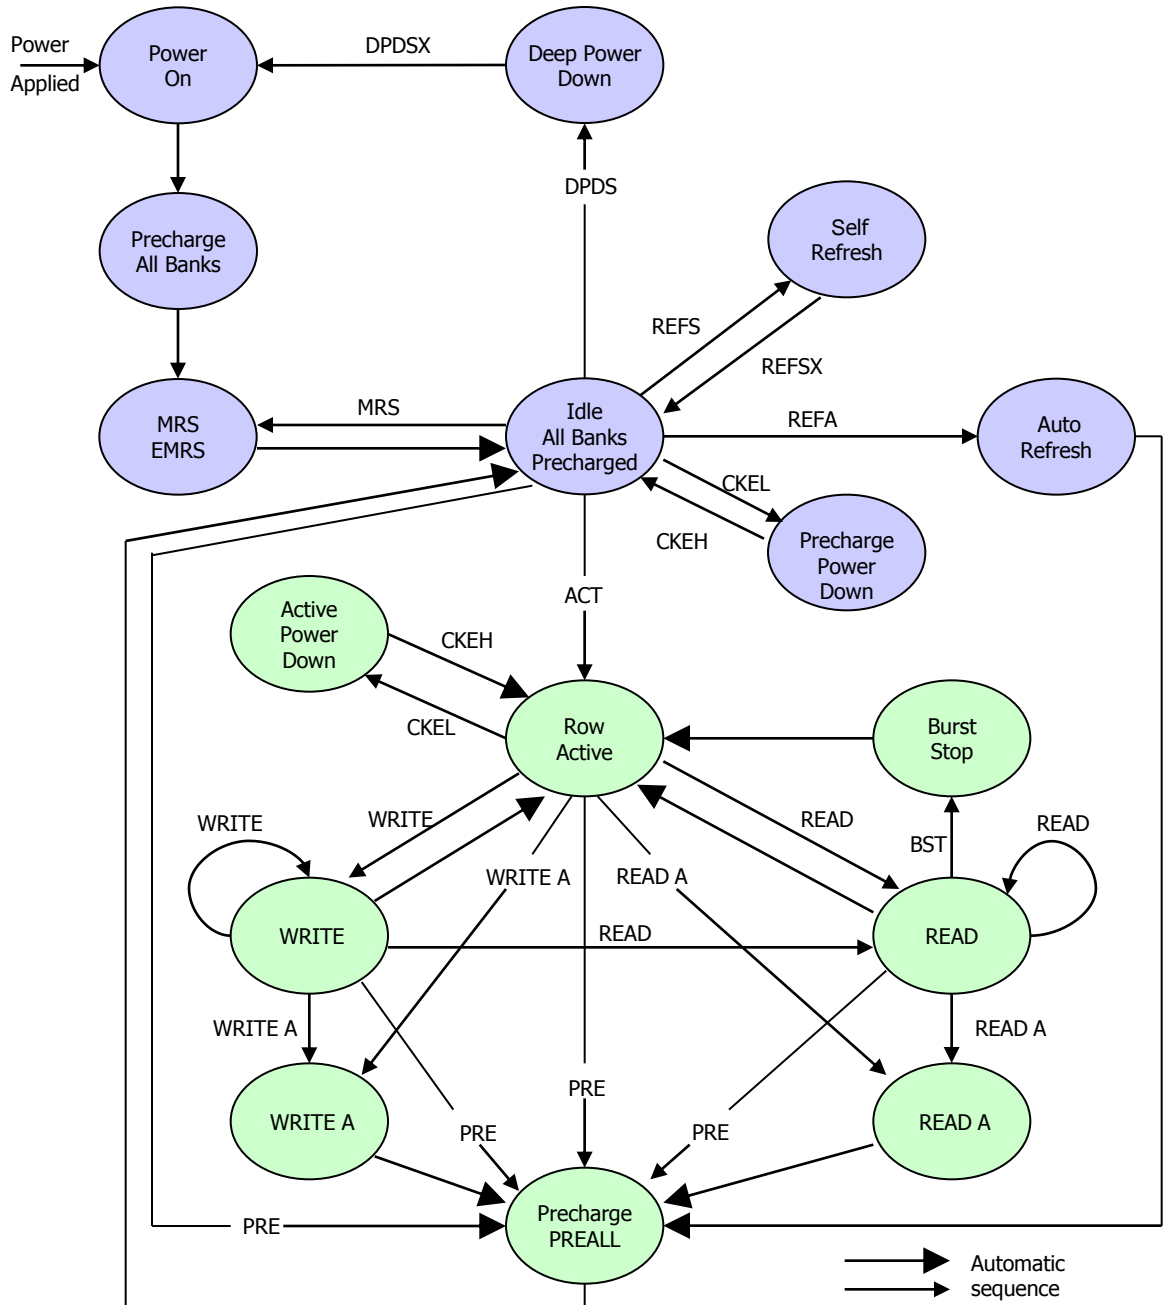 Power
Applied
Power
On
DPDSX
Deep Power
Down
DPDS
Precharge
All Banks
Self
Refresh
REFS
REFSX
MRS
EMRS
MRS
Idle
All Banks
Precharged
REFA
Auto
Refresh
CKEL
CKEH
Precharge
Power
Down
ACT
Active
Power
Down
CKEH
CKEL
Row
Active
Burst
Stop
WRITE
WRITE
READ
BST
READ
WRITE A
READ A
WRITE
READ
READ
WRITE A
READ A
WRITE A
PRE
PRE
PRE
READ A
PRE
Precharge
PREALL
Automatic
sequence